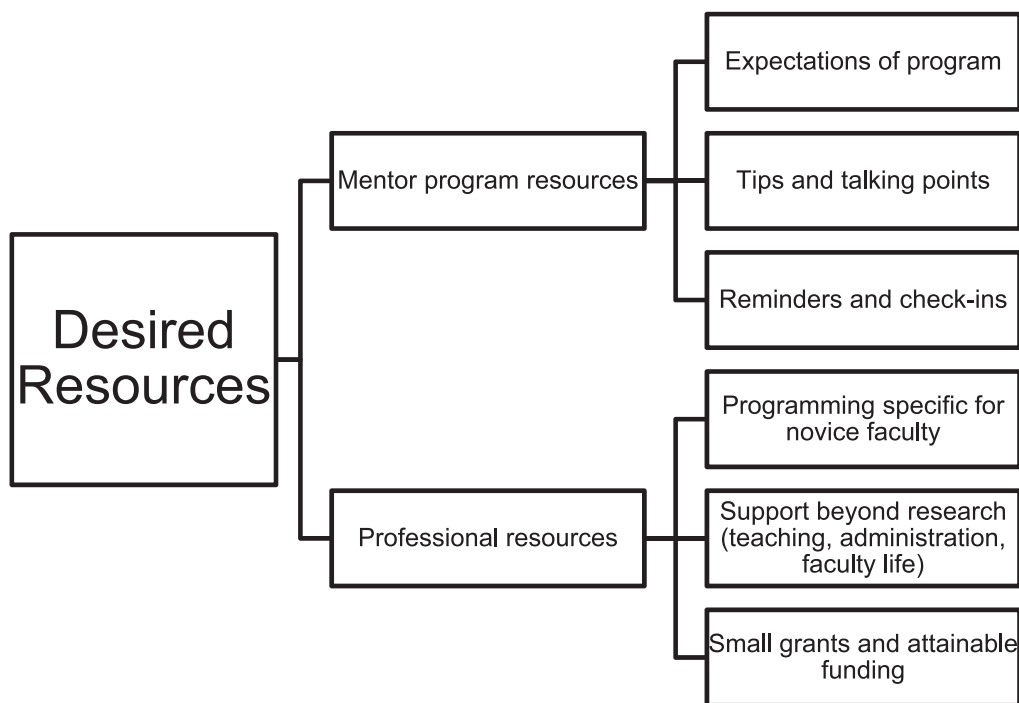 Desired
Resources
Mentor program resources
Expectations of program
Tips and talking points
Reminders and check-ins
Professional resources
Programming specific for
novice faculty
Support beyond research
(teaching, administration,
faculty life)
Small grants and attainable
funding